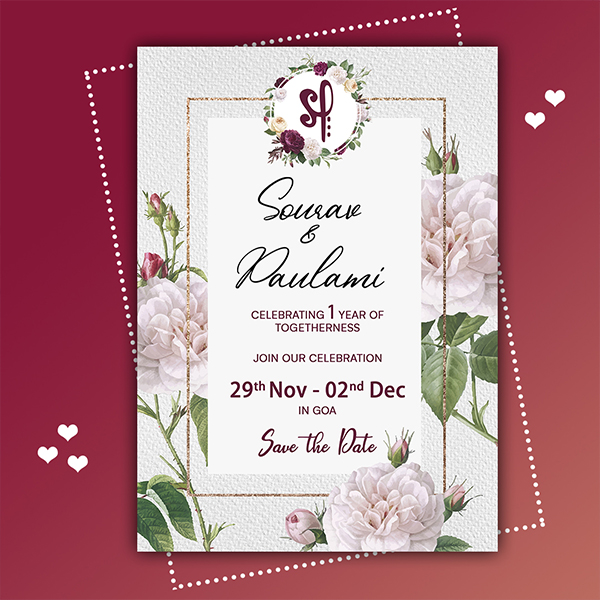 SP
Sourav
&
Paulami
CELEBRATING 1 YEAR OF
TOGETHERNESS
JOIN OUR CELEBRATION
29th Nov - 02nd Dec
IN GOA
Save the Date